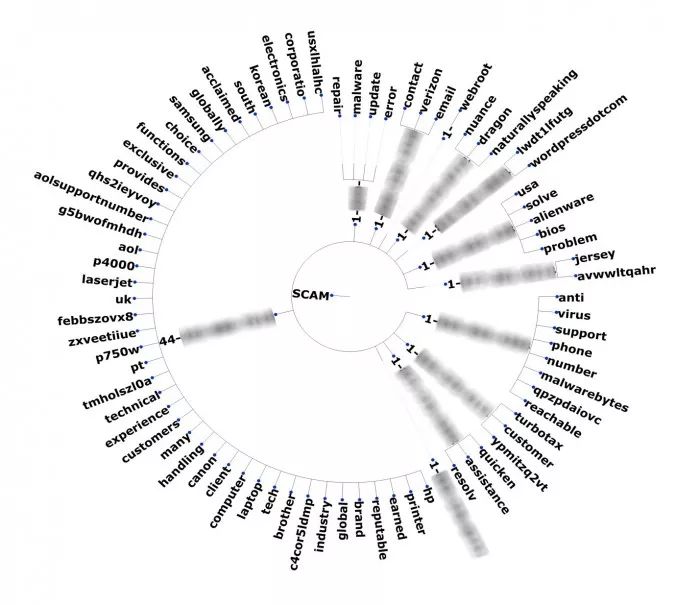 usxlhlalhc
corporatio
electronics
korean
south
acclaimed
globally
samsung
choice
functions
exclusive
provides
qhs2ieyvoy
aolsupportnumber
g5bwofmhdh
aol
p4000
laserjet
uk
febbszovx8
zxveetiiue
p750w
pt
tmholszl0a
technical
experience
customers
many
handling
canon
client
computer
laptop
tech
brother
c4cor5ldmp
industry
global
brand
reputable
earned
printer
hp
repair
malware
update
error
contact
verizon
email
webroot
nuance
dragon
naturallyspeaking
lwdt1lfutg
wordpressdotcom
usa
solve
alienware
bios
problem
jersey
avwwltqahr
anti
virus
support
phone
number
malwarebytes
qpzpdaiovc
reachable
turbotax
customer
ypmitzq2vt
quicken
assistance
resolv
SCAM
44-
1-
1-
1-
1-
1-
1-
1-
1-
1-
1-
1-